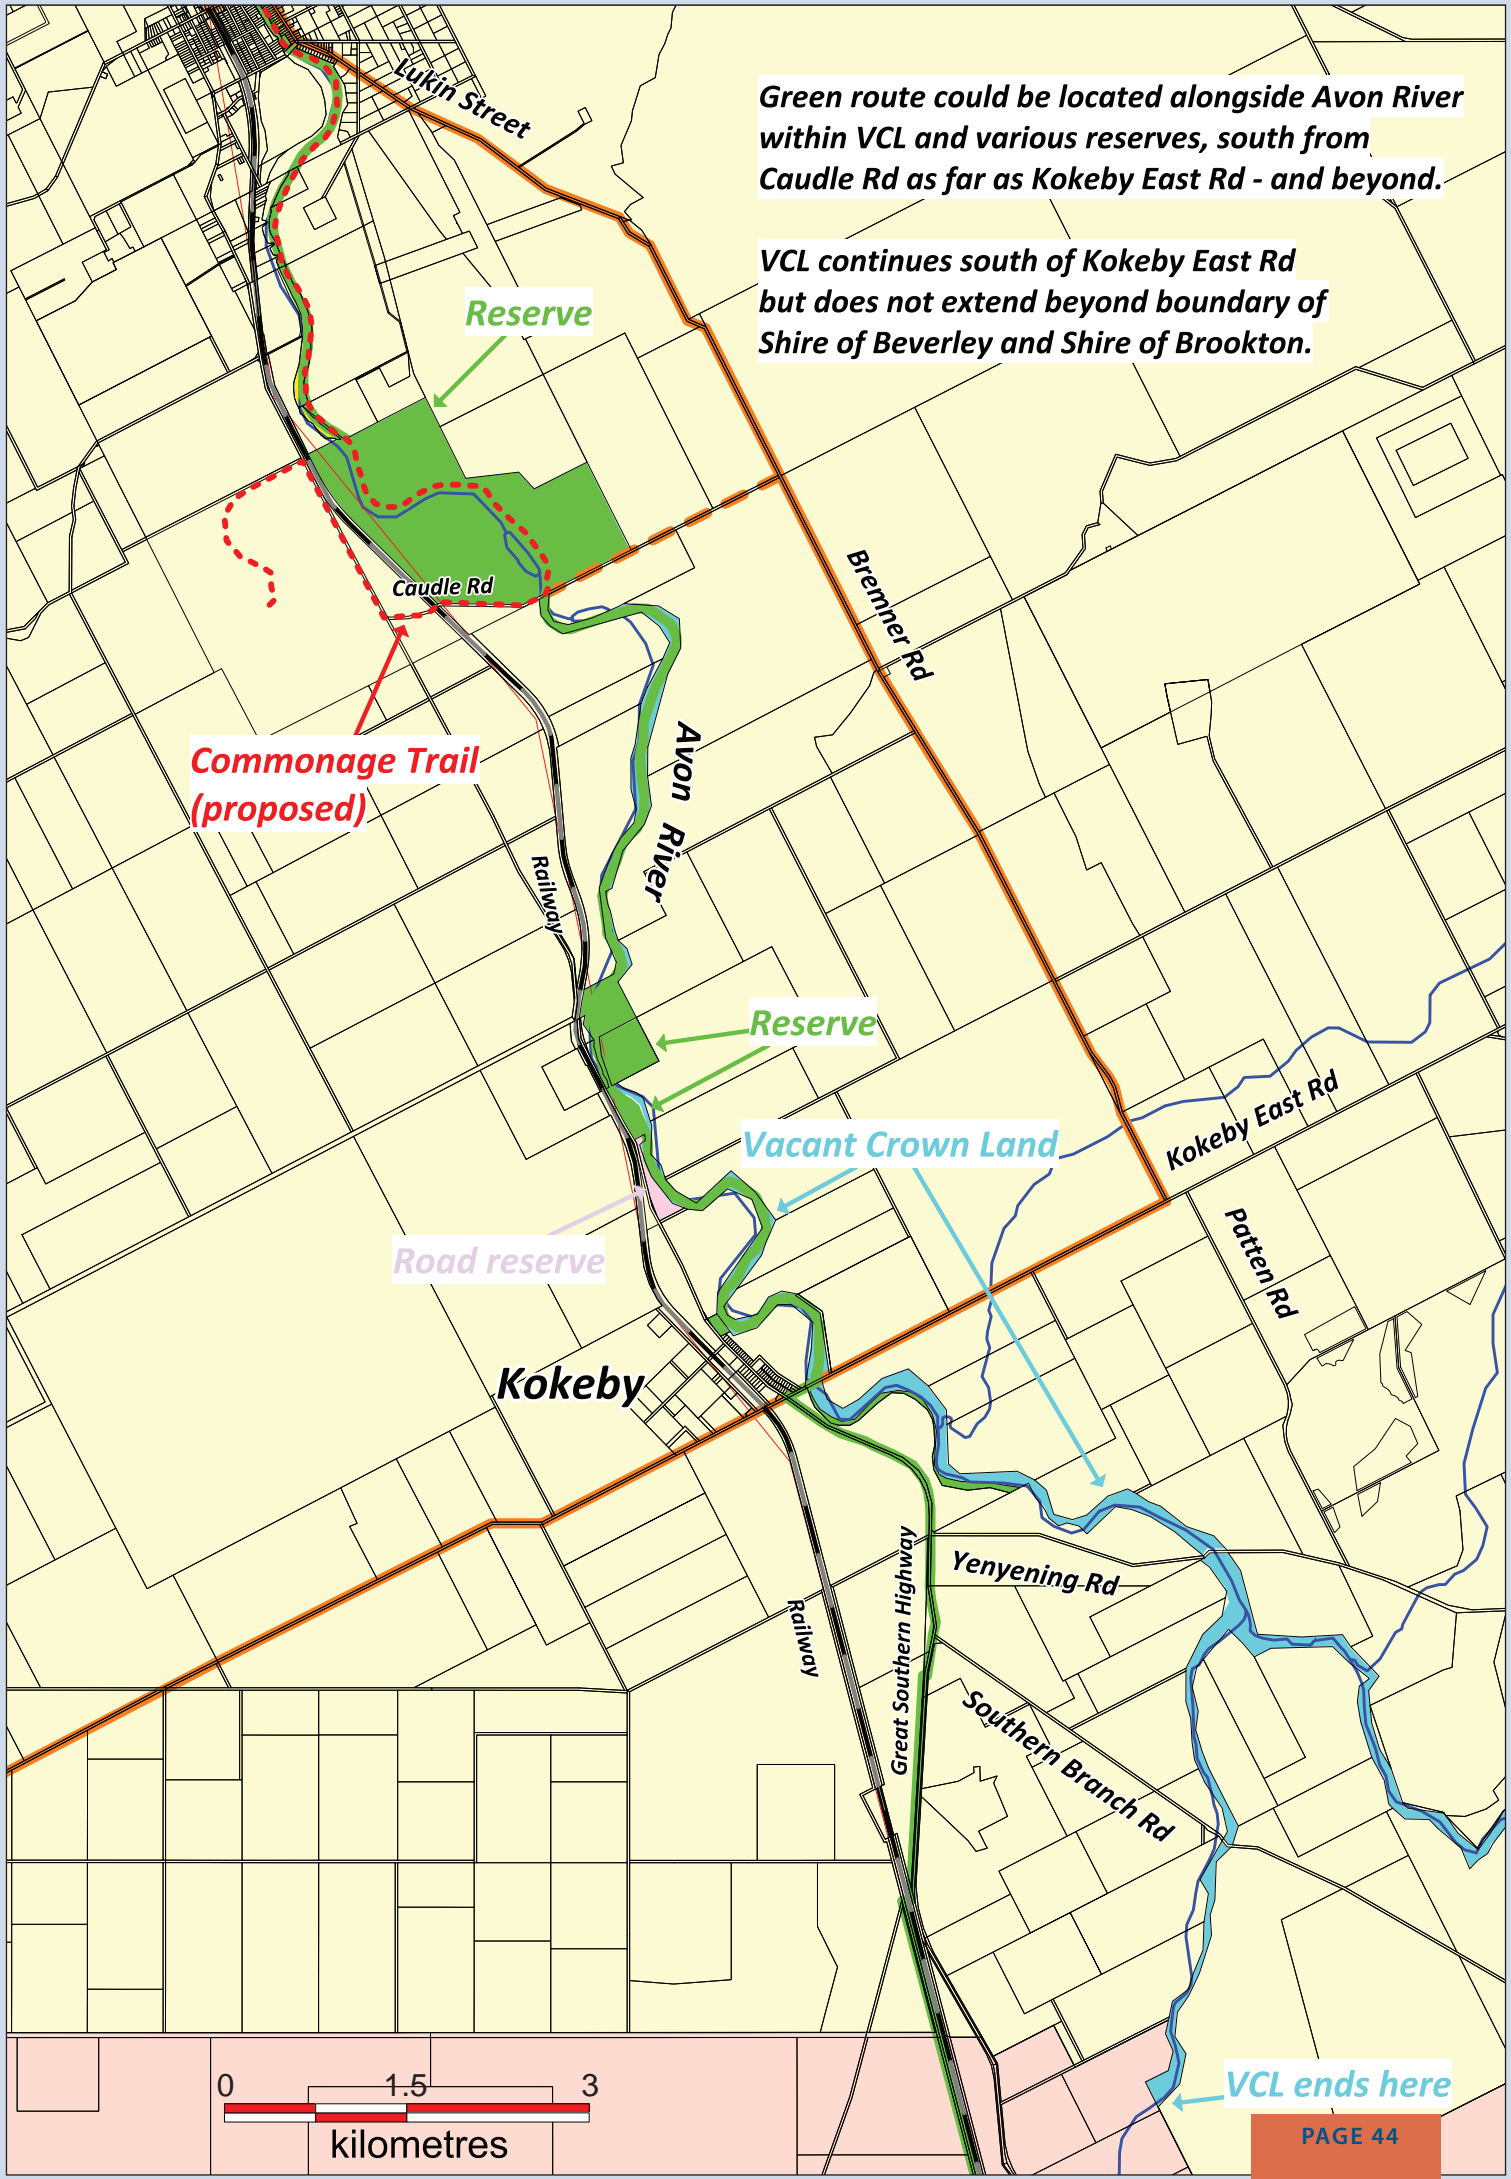 Lukin Street
Green route could be located alongside Avon River
within VCL and various reserves, south from
Caudle Rd as far as Kokeby East Rd - and beyond.
VCL continues south of Kokeby East Rd
but does not extend beyond boundary of
Shire of Beverley and Shire of Brookton.
Reserve
Caudle Rd
Bremner Rd
Commonage Trail
(proposed)
Avon River
Railway
Reserve
Kokeby East Rd
Vacant Crown Land
Road reserve
Patten Rd
Kokeby
Yenyening Rd
Great Southern Highway
Railway
Southern Branch Rd
VCL ends here
0 1.5 3
kilometres
PAGE 44